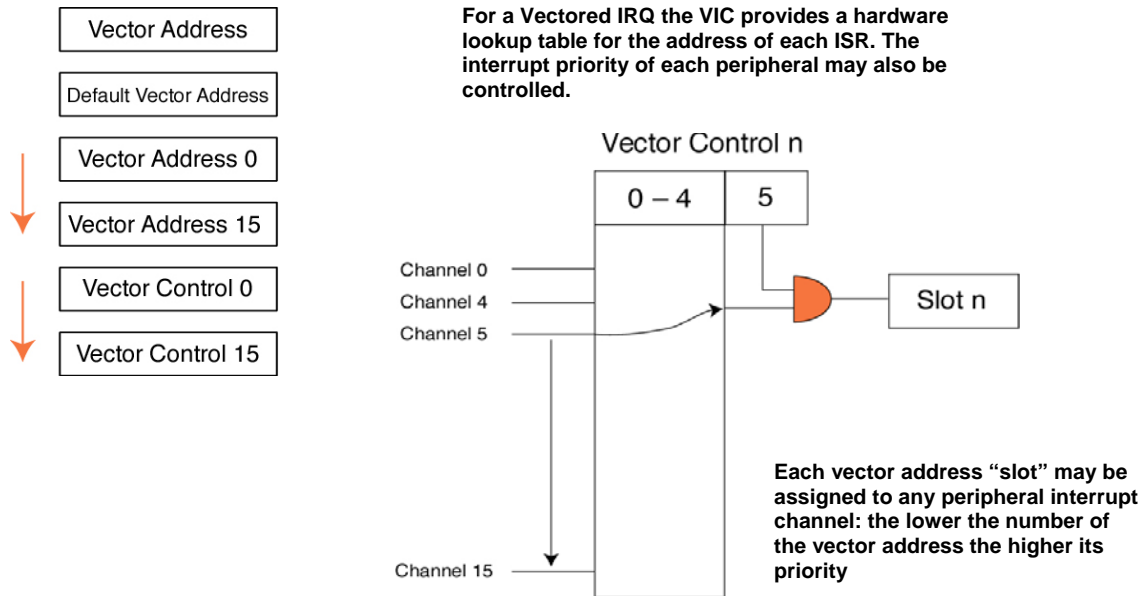 Vector Address
Default Vector Address
Vector Address 0
Vector Address 15
Vector Control 0
Vector Control 15
For a Vectored IRQ the VIC provides a hardware
lookup table for the address of each ISR. The
interrupt priority of each peripheral may also be
controlled.
Vector Control n
0 – 4
5
Channel 0
Channel 4
Channel 5
Channel 15
Slot n
Each vector address “slot” may be
assigned to any peripheral interrupt
channel: the lower the number of
the vector address the higher its
priority